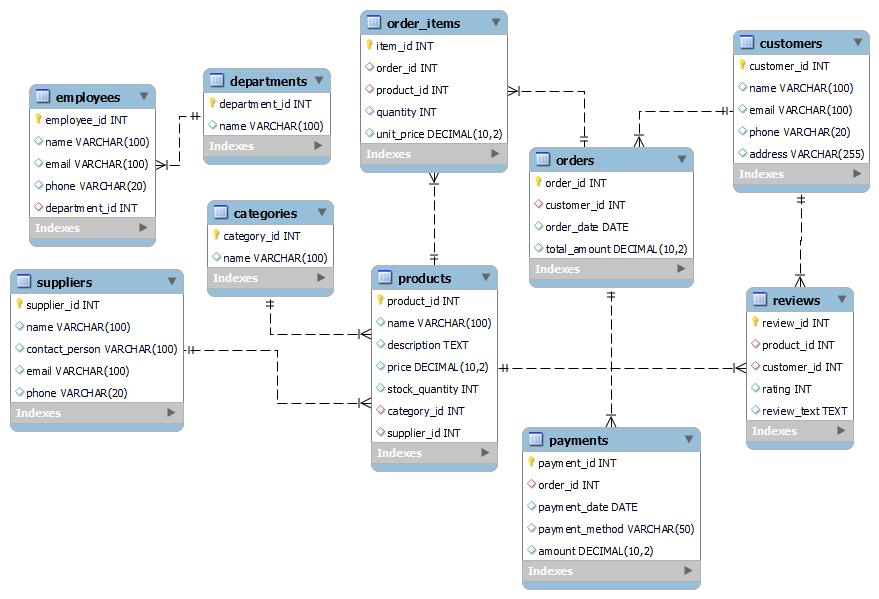 order_items
item_id INT
order_id INT
product_id INT
quantity INT
unit_price DECIMAL(10,2)
Indexes
customers
customer_id INT
name VARCHAR(100)
email VARCHAR(100)
phone VARCHAR(20)
address VARCHAR(255)
Indexes
departments
department_id INT
name VARCHAR(100)
Indexes
employees
employee_id INT
name VARCHAR(100)
email VARCHAR(100)
phone VARCHAR(20)
department_id INT
Indexes
orders
order_id INT
customer_id INT
order_date DATE
total_amount DECIMAL(10,2)
Indexes
categories
category_id INT
name VARCHAR(100)
Indexes
suppliers
supplier_id INT
name VARCHAR(100)
contact_person VARCHAR(100)
email VARCHAR(100)
phone VARCHAR(20)
Indexes
products
product_id INT
name VARCHAR(100)
description TEXT
price DECIMAL(10,2)
stock_quantity INT
category_id INT
supplier_id INT
Indexes
reviews
review_id INT
product_id INT
customer_id INT
rating INT
review_text TEXT
Indexes
payments
payment_id INT
order_id INT
payment_date DATE
payment_method VARCHAR(50)
amount DECIMAL(10,2)
Indexes